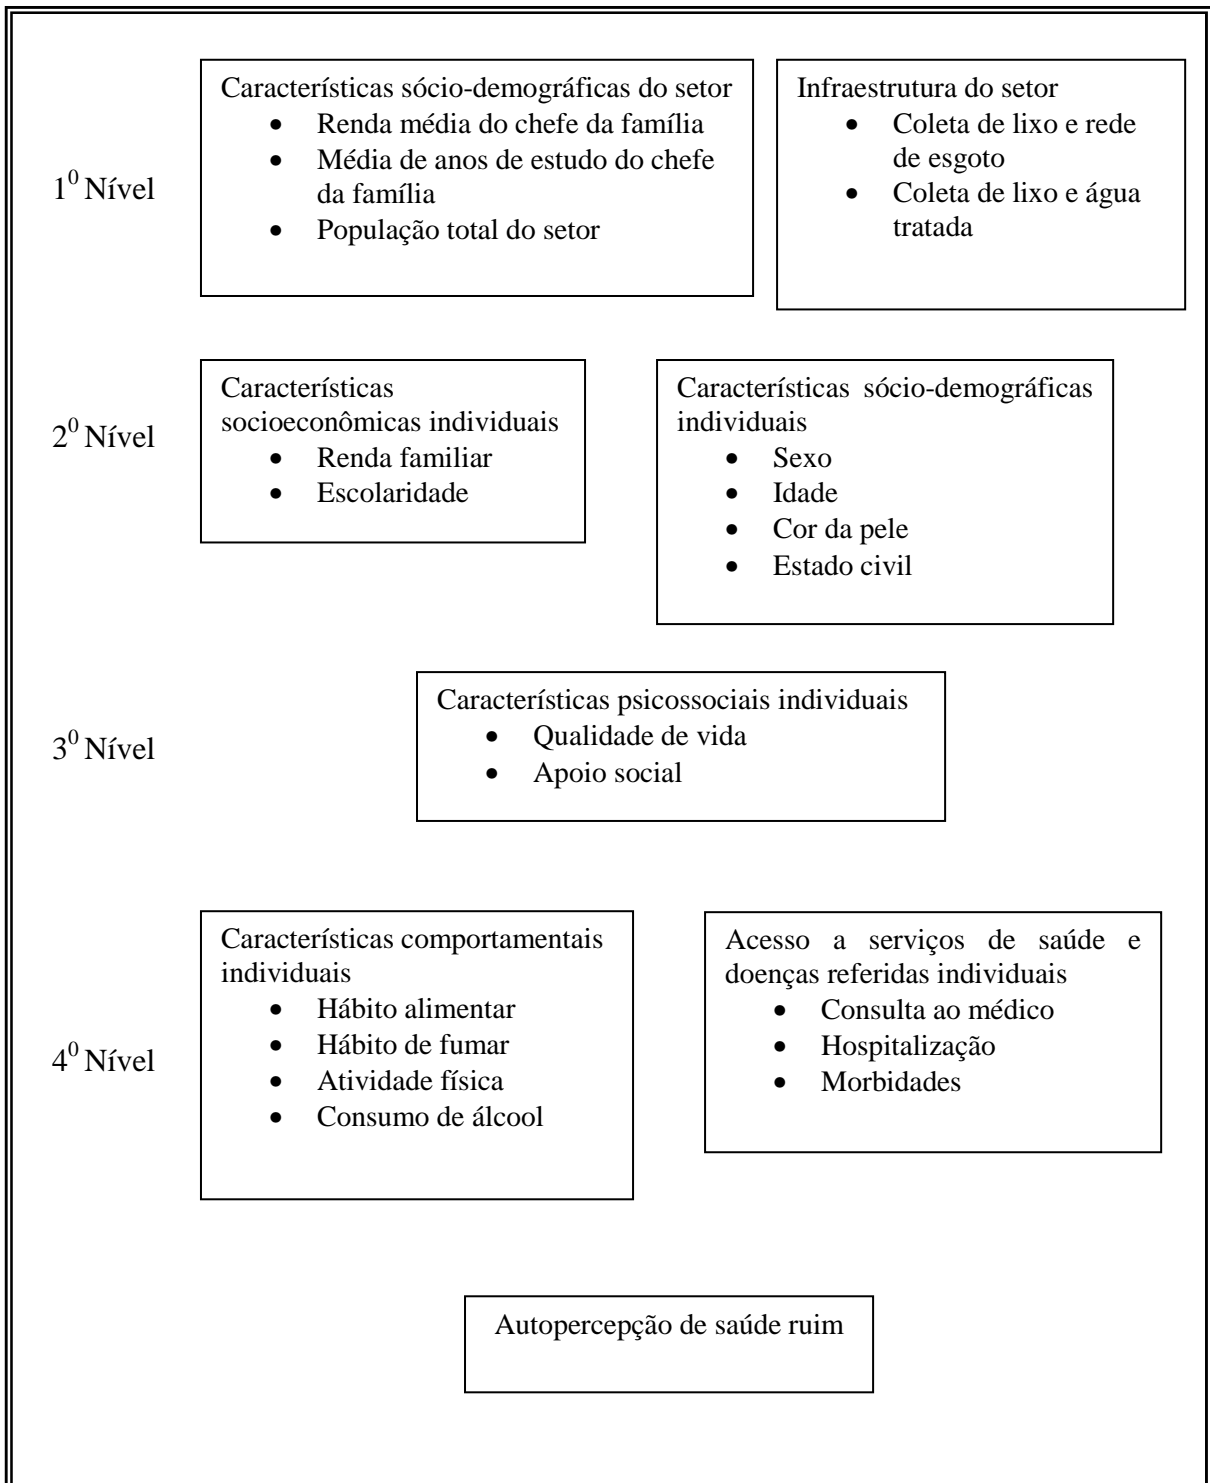 1⁰ Nível
Características sócio-demográficas do setor
• Renda média do chefe da família
• Média de anos de estudo do chefe
da família
• População total do setor
Infraestrutura do setor
• Coleta de lixo e rede
de esgoto
• Coleta de lixo e água
tratada
2⁰ Nível
Características
socioeconômicas individuais
• Renda familiar
• Escolaridade
Características sócio-demográficas
individuais
• Sexo
• Idade
• Cor da pele
• Estado civil
3⁰ Nível
Características psicossociais individuais
• Qualidade de vida
• Apoio social
4⁰ Nível
Características comportamentais
individuais
• Hábito alimentar
• Hábito de fumar
• Atividade física
• Consumo de álcool
Acesso a serviços de saúde e
doenças referidas individuais
• Consulta ao médico
• Hospitalização
• Morbidades
Autopercepção de saúde ruim